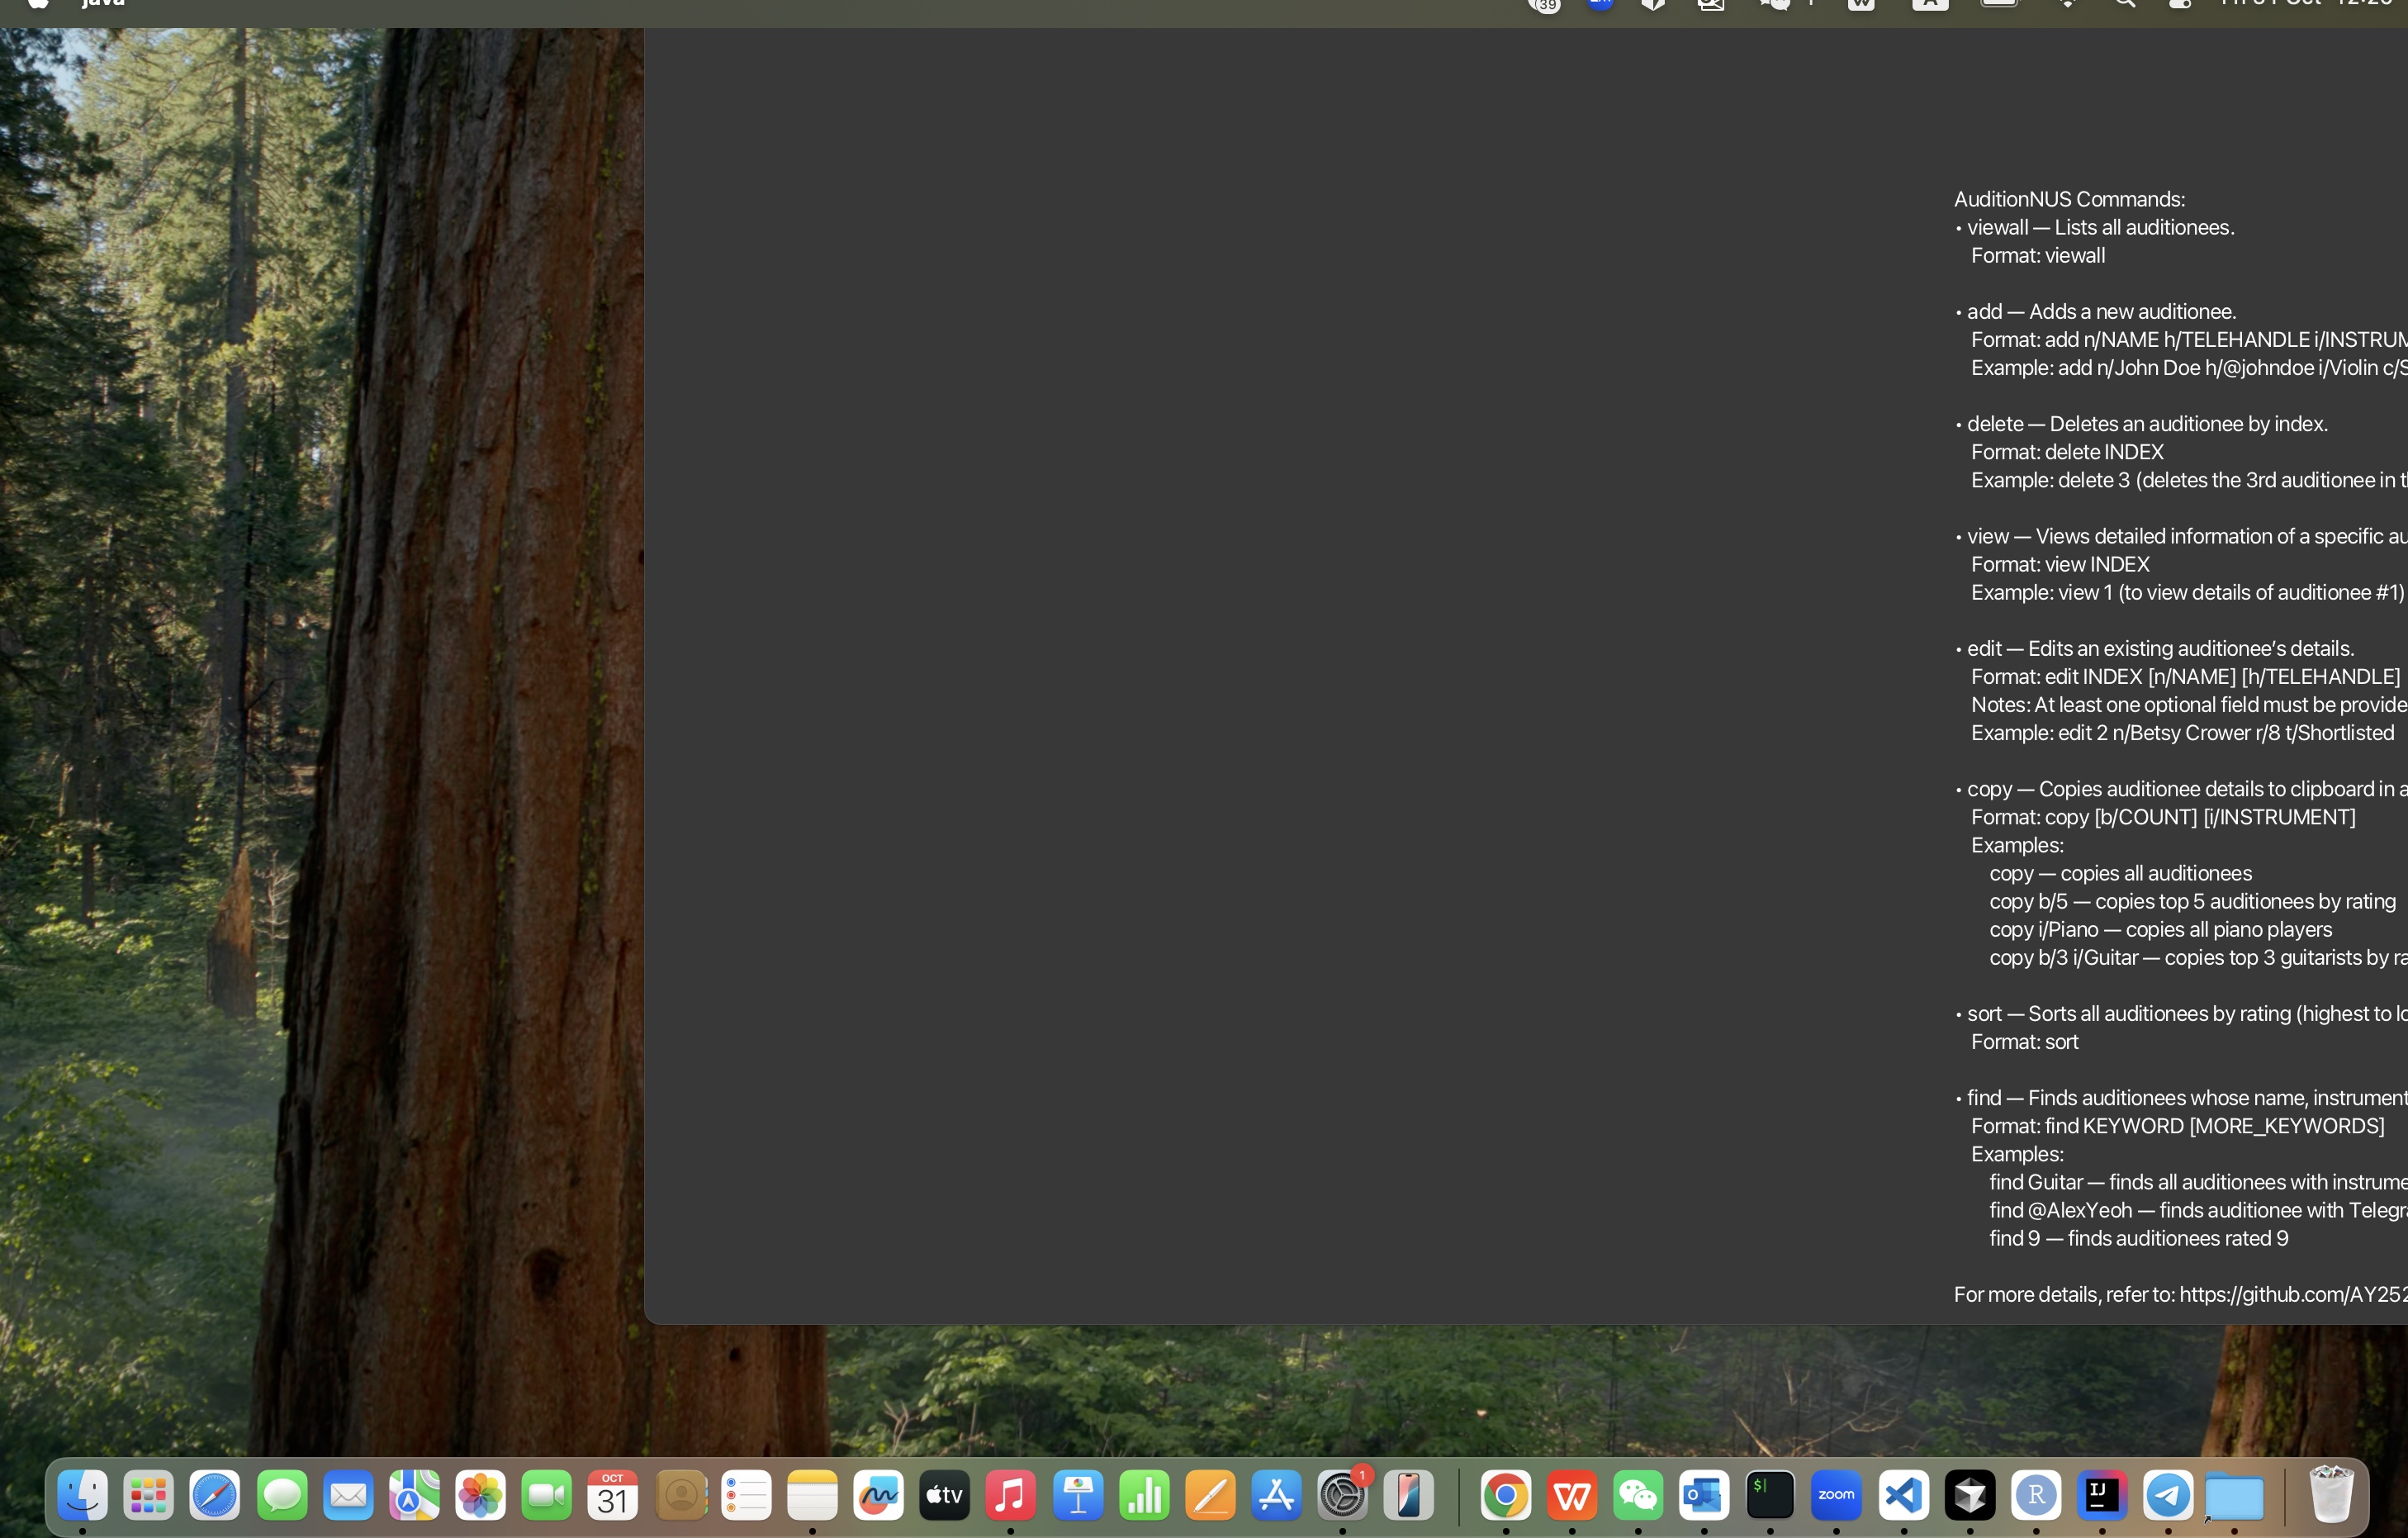 java
39
AuditionNUS Commands:
• viewall — Lists all auditionees.
Format: viewall
• add — Adds a new auditionee.
Format: add n/NAME h/TELEHANDLE i/INSTRUM
Example: add n/John Doe h/@johndoe i/Violin c/S
• delete — Deletes an auditionee by index.
Format: delete INDEX
Example: delete 3 (deletes the 3rd auditionee in t
• view — Views detailed information of a specific au
Format: view INDEX
Example: view 1 (to view details of auditionee #1)
• edit — Edits an existing auditionee’s details.
Format: edit INDEX [n/NAME] [h/TELEHANDLE]
Notes: At least one optional field must be provide
Example: edit 2 n/Betsy Crower r/8 t/Shortlisted
• copy — Copies auditionee details to clipboard in a
Format: copy [b/COUNT] [i/INSTRUMENT]
Examples:
copy — copies all auditionees
copy b/5 — copies top 5 auditionees by rating
copy i/Piano — copies all piano players
copy b/3 i/Guitar — copies top 3 guitarists by ra
• sort — Sorts all auditionees by rating (highest to lo
Format: sort
• find — Finds auditionees whose name, instrument
Format: find KEYWORD [MORE_KEYWORDS]
Examples:
find Guitar — finds all auditionees with instrume
find @AlexYeoh — finds auditionee with Telegr
find 9 — finds auditionees rated 9
For more details, refer to: https://github.com/AY252
OCT
31
tv
1
$
zoom
R
IJ